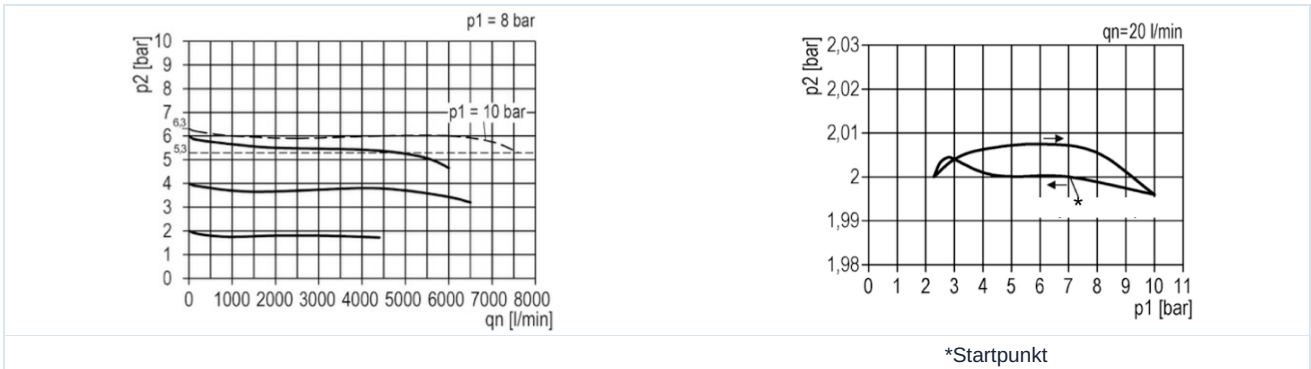 p1 = 8 bar
p2 [bar]
10
9
8
7
p1 = 10 bar
6,3
6
5,3
5
4
3
2
1
0
0 1000 2000 3000 4000 5000 6000 7000 8000
qn [l/min]
qn=20 l/min
p2 [bar]
2,03
2,02
2,01
2
*
1,99
1,98
0 1 2 3 4 5 6 7 8 9 10 11
p1 [bar]
*Startpunkt